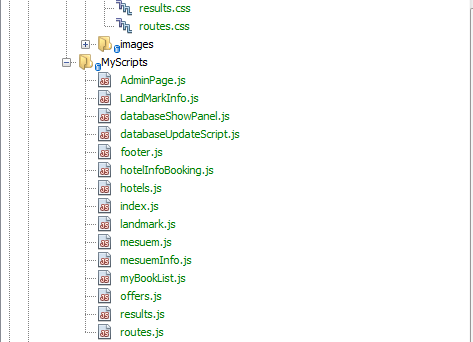 results.css
routes.css
images
MyScripts
AdminPage.js
LandMarkInfo.js
databaseShowPanel.js
databaseUpdateScript.js
footer.js
hotelInfoBooking.js
hotels.js
index.js
landmark.js
mesuem.js
mesuemInfo.js
myBookList.js
offers.js
results.js
routes.js